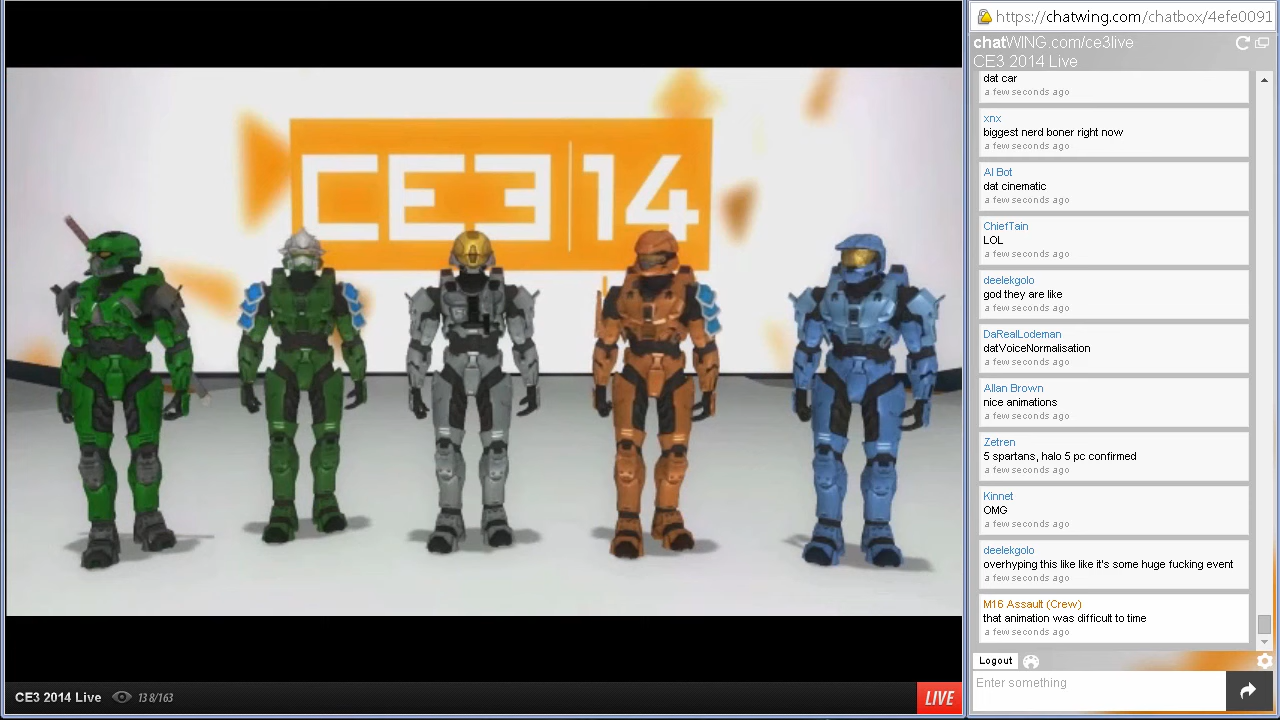 CE3|14
CE3 2014 Live
138/163
LIVE
https://chatwing.com/chatbox/4efe0091
chatWING.com/ce3live
CE3 2014 Live
dat car
a few seconds ago
xnx
biggest nerd boner right now
a few seconds ago
AI Bot
dat cinematic
a few seconds ago
ChiefTain
LOL
a few seconds ago
deelekgolo
god they are like
a few seconds ago
DaRealLodeman
datVoiceNormalisation
a few seconds ago
Allan Brown
nice animations
a few seconds ago
Zetren
5 spartans, halo 5 pc confirmed
a few seconds ago
Kinnet
OMG
a few seconds ago
deelekgolo
overhyping this like like it's some huge fucking event
a few seconds ago
M16 Assault (Crew)
that animation was difficult to time
a few seconds ago
Logout
Enter something